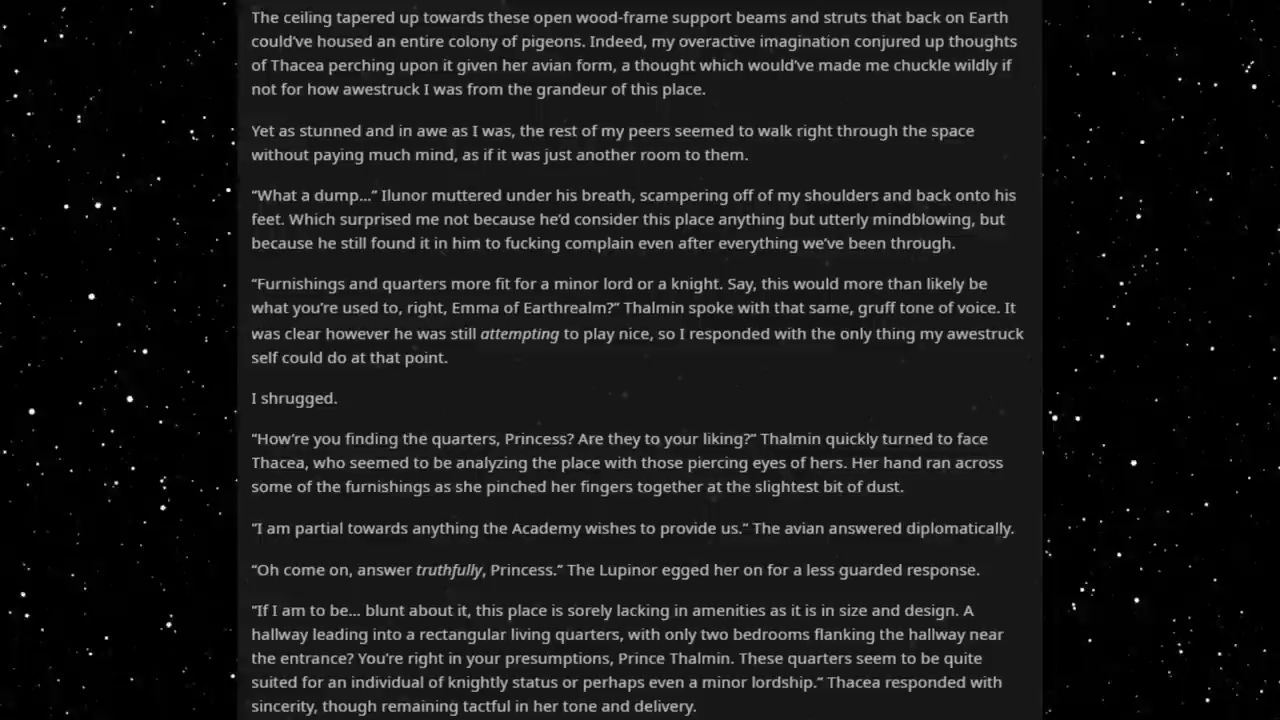 The ceiling tapered up towards these open wood-frame support beams and struts that back on Earth
could’ve housed an entire colony of pigeons. Indeed, my overactive imagination conjured up thoughts
of Thacea perching upon it given her avian form, a thought which would’ve made me chuckle wildly if
not for how awestruck I was from the grandeur of this place.
Yet as stunned and in awe as I was, the rest of my peers seemed to walk right through the space
without paying much mind, as if it was just another room to them.
“What a dump…” Ilunor muttered under his breath, scampering off of my shoulders and back onto his
feet. Which surprised me not because he’d consider this place anything but utterly mindblowing, but
because he still found it in him to fucking complain even after everything we’ve been through.
“Furnishings and quarters more fit for a minor lord or a knight. Say, this would more than likely be
what you’re used to, right, Emma of Earthrealm?” Thalmin spoke with that same, gruff tone of voice. It
was clear however he was still attempting to play nice, so I responded with the only thing my awestruck
self could do at that point.
I shrugged.
“How’re you finding the quarters, Princess? Are they to your liking?” Thalmin quickly turned to face
Thacea, who seemed to be analyzing the place with those piercing eyes of hers. Her hand ran across
some of the furnishings as she pinched her fingers together at the slightest bit of dust.
“I am partial towards anything the Academy wishes to provide us.” The avian answered diplomatically.
“Oh come on, answer truthfully, Princess.” The Lupinor egged her on for a less guarded response.
“If I am to be… blunt about it, this place is sorely lacking in amenities as it is in size and design. A
hallway leading into a rectangular living quarters, with only two bedrooms flanking the hallway near
the entrance? You’re right in your presumptions, Prince Thalmin. These quarters seem to be quite
suited for an individual of knightly status or perhaps even a minor lordship.” Thacea responded with
sincerity, though remaining tactful in her tone and delivery.